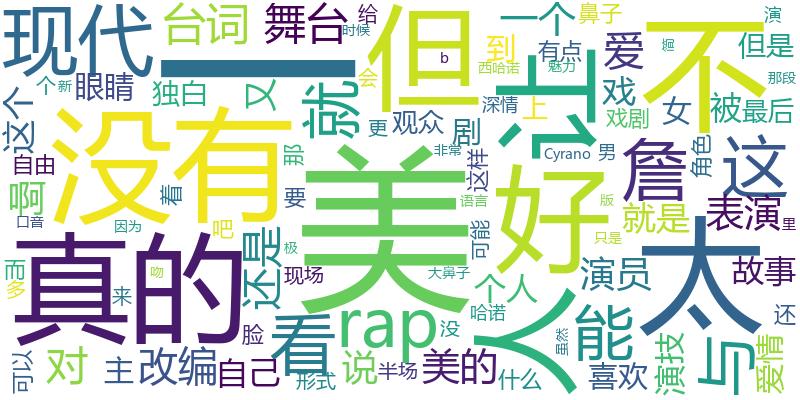 现代
台词
舞台
给
时候
但
一个
鼻子
演
爱
不
但是
一
到
有点
个
新
眼睛
独白
又
会
b
西哈诺
魅力
那段
这个
就
深情
上
让
戏
女
被
最后
更
观众
剧
戏剧
没有
那
美
非常
Cyrano
男
詹
角色
这
自由
啊
着
要
这样
好
语言
版
就是
表演
里
口音
因为
吧
真的
还是
极
可能
只是
太
而
多
吻
来
现场
大鼻子
个人
演员
故事
脸
看
rap
没
哈诺
人
虽然
能
还
可以
对
主
改编
自己
形式
说
半场
美的
什么
喜欢
演技
与
爱情